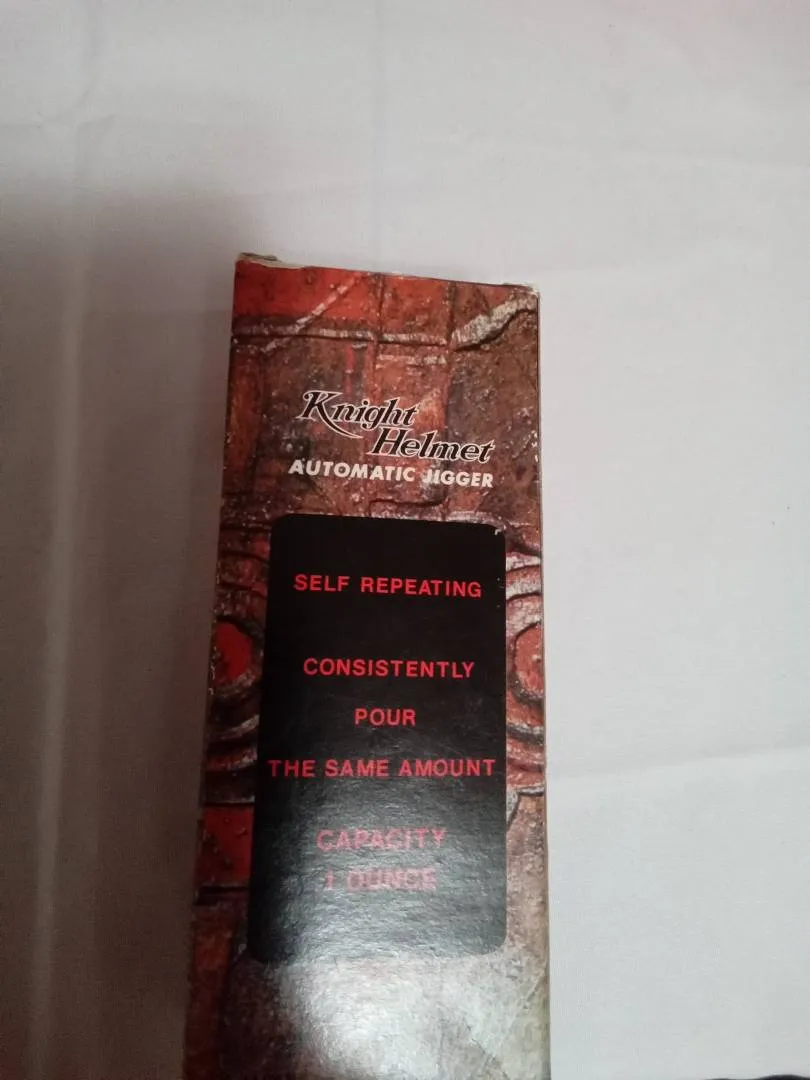 Knight
Helmet
AUTOMATIC JIGGER
SELF REPEATING
CONSISTENTLY
POUR
THE SAME AMOUNT
CAPACITY
1 OUNCE